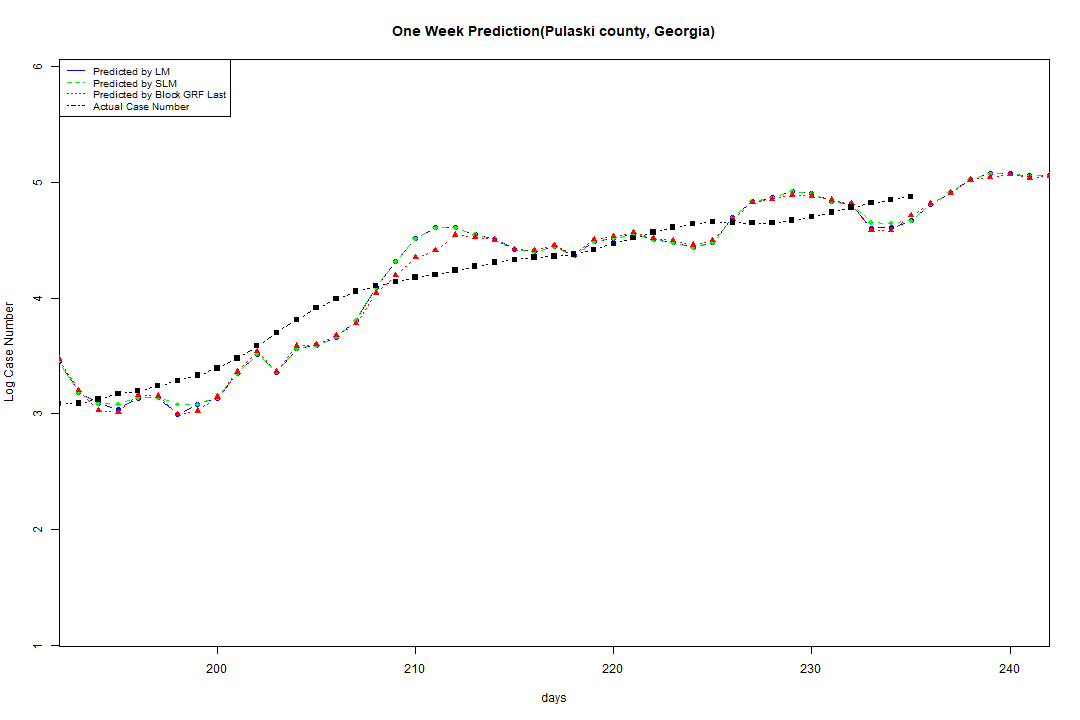 One Week Prediction(Pulaski county, Georgia)
Predicted by LM
Predicted by SLM
Predicted by Block GRF Last
Actual Case Number
6
5
4
3
2
1
Log Case Number
200 210 220 230 240
days